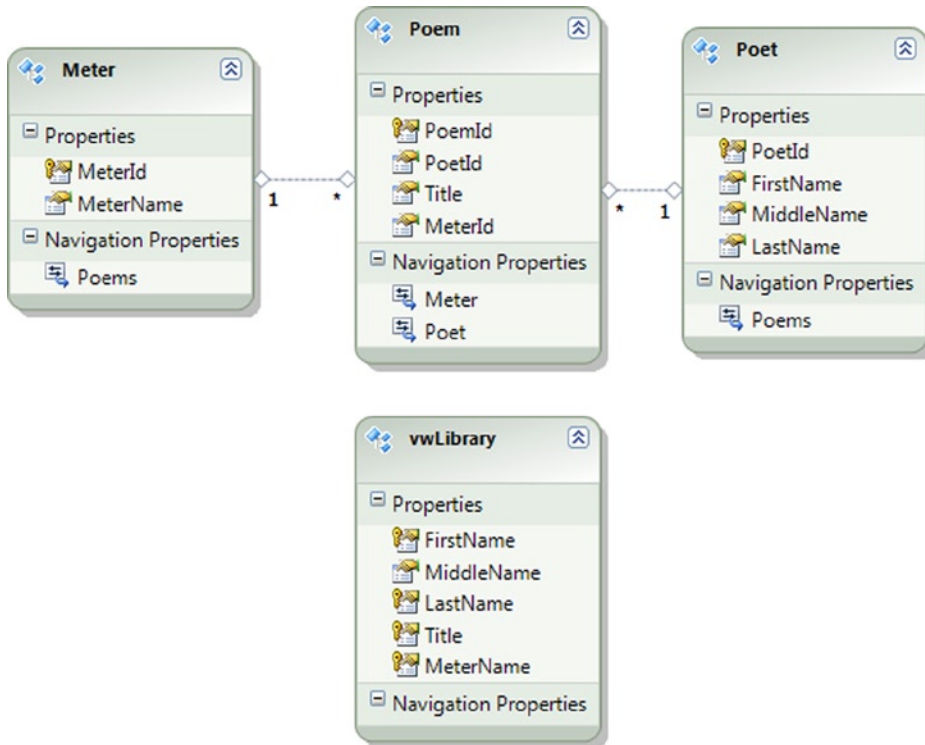 Meter
Properties
MeterId
MeterName
Navigation Properties
Poems
1
*
Poem
Properties
PoemId
PoetId
Title
MeterId
Navigation Properties
Meter
Poet
*
1
Poet
Properties
PoetId
FirstName
MiddleName
LastName
Navigation Properties
Poems
vwLibrary
Properties
FirstName
MiddleName
LastName
Title
MeterName
Navigation Properties